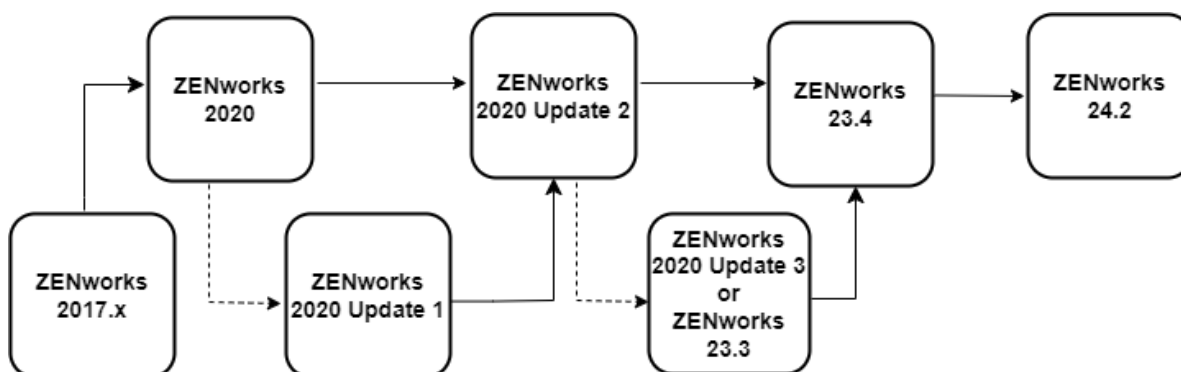 ZENworks
2020
ZENworks
2020 Update 2
ZENworks
23.4
ZENworks
24.2
ZENworks
2017.x
ZENworks
2020 Update 1
ZENworks
2020 Update 3
or
ZENworks
23.3